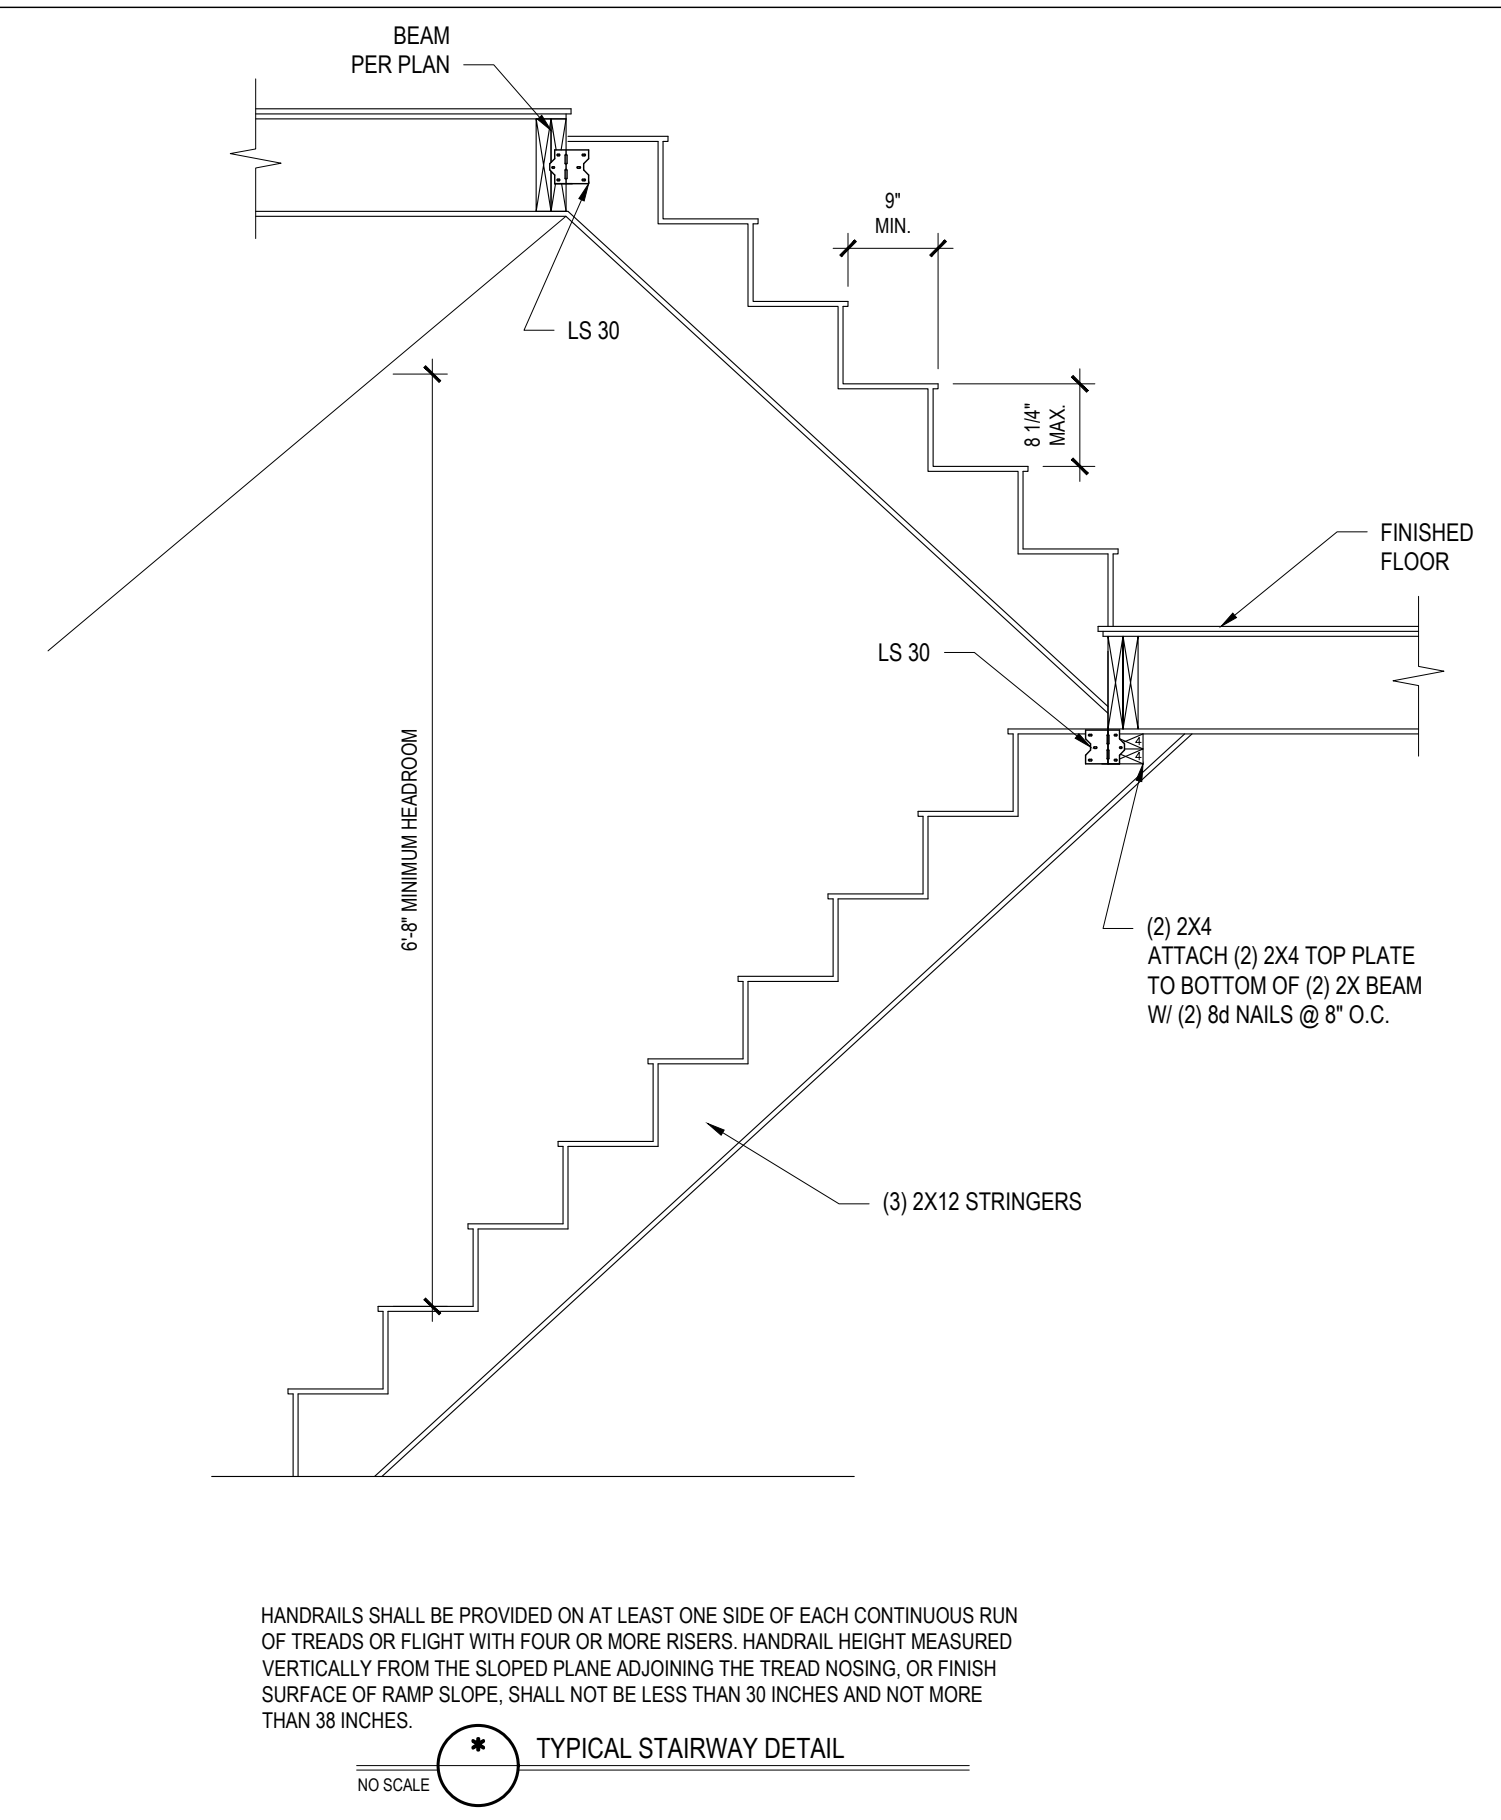 BEAM
PER PLAN
9"
MIN.
LS 30
8 1/4"
MAX.
FINISHED
FLOOR
LS 30
6'-8" MINIMUM HEADROOM
4
4
(2) 2X4
ATTACH (2) 2X4 TOP PLATE
TO BOTTOM OF (2) 2X BEAM
W/ (2) 8d NAILS @ 8" O.C.
(3) 2X12 STRINGERS
HANDRAILS SHALL BE PROVIDED ON AT LEAST ONE SIDE OF EACH CONTINUOUS RUN
OF TREADS OR FLIGHT WITH FOUR OR MORE RISERS. HANDRAIL HEIGHT MEASURED
VERTICALLY FROM THE SLOPED PLANE ADJOINING THE TREAD NOSING, OR FINISH
SURFACE OF RAMP SLOPE, SHALL NOT BE LESS THAN 30 INCHES AND NOT MORE
THAN 38 INCHES.
* TYPICAL STAIRWAY DETAIL
NO SCALE